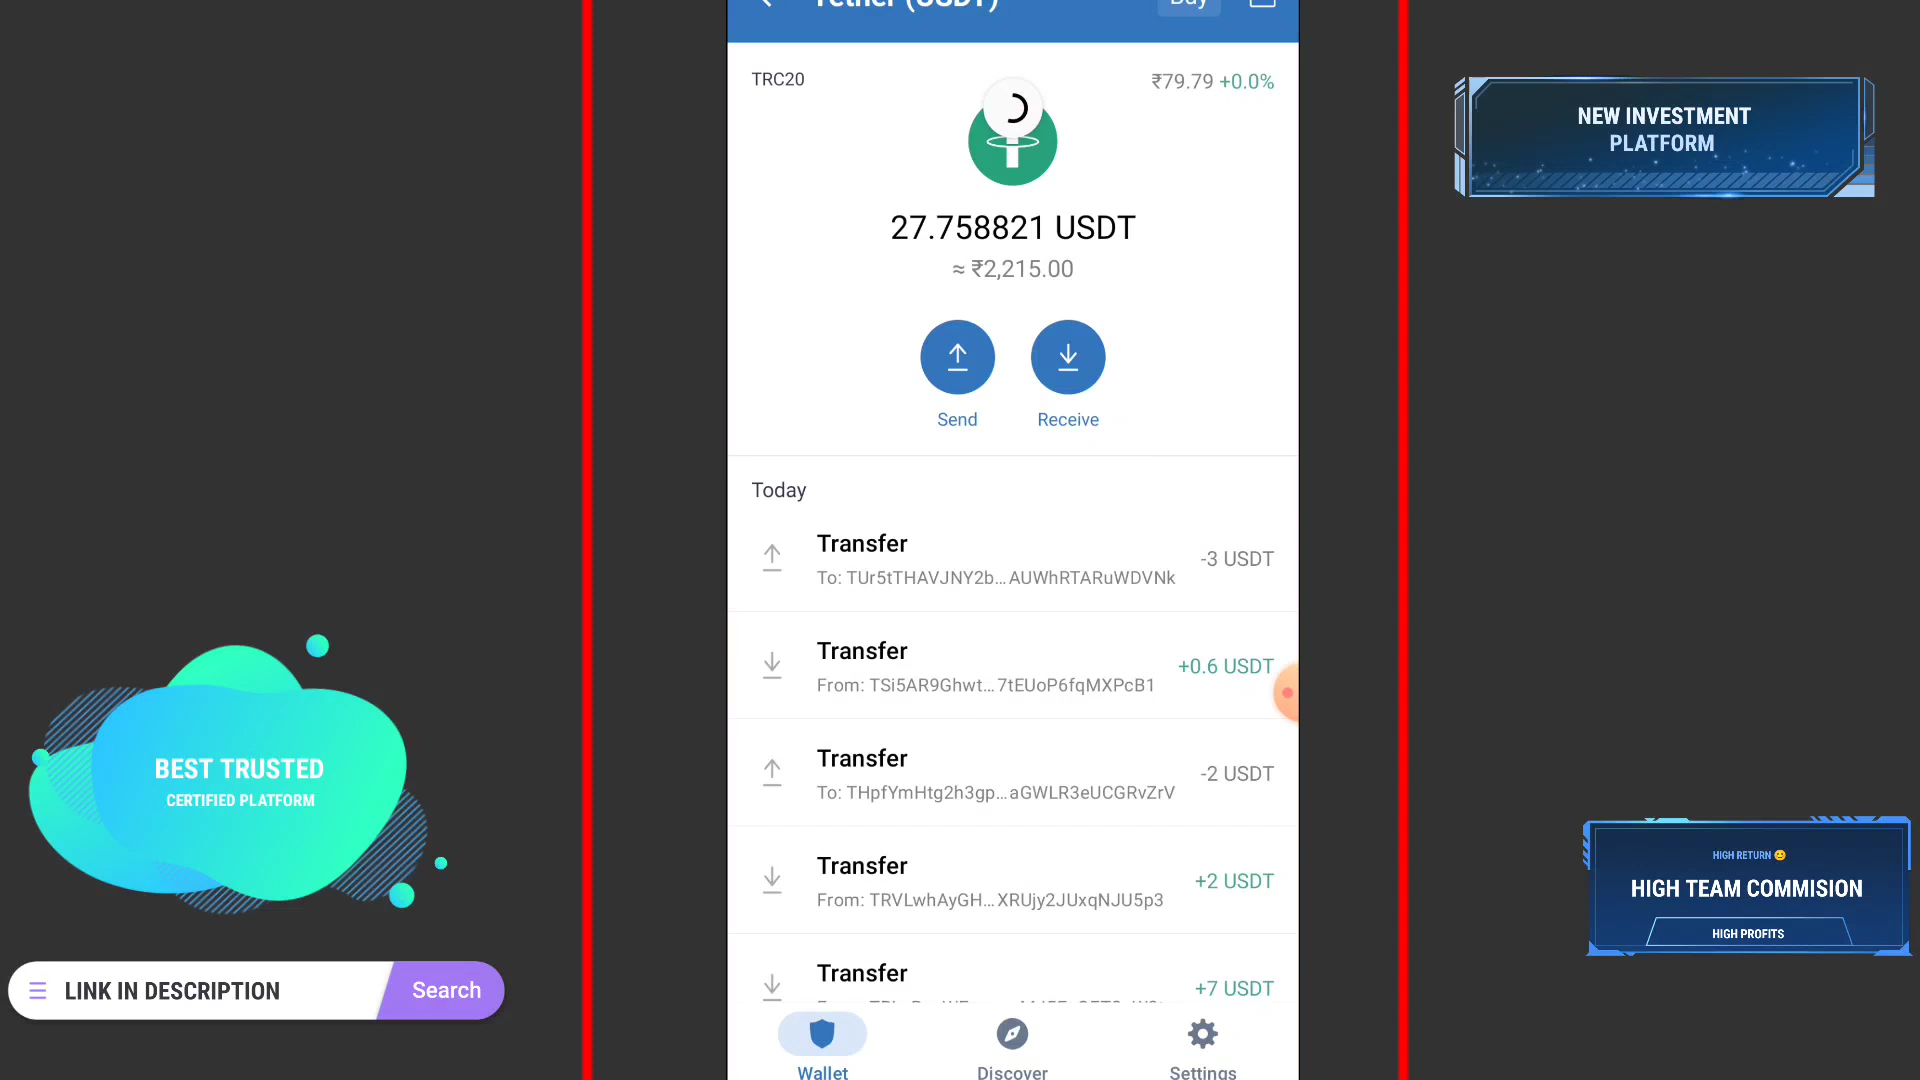 Tether (USDT)
Buy
TRC20
₹79.79 +0.0%
27.758821 USDT
≈ ₹2,215.00
Send
Receive
Today
Transfer
-3 USDT
To: TUr5tTHAVJNY2b...AUWhRTARuWDVNk
Transfer
+0.6 USDT
From: TSi5AR9Ghwt...7tEUoP6fqMXPcB1
Transfer
-2 USDT
To: THpfYmHtg2h3gp...aGWLR3eUCGRvZrV
Transfer
+2 USDT
From: TRVLwhAyGH...XRUjy2JUxqNJU5p3
Transfer
+7 USDT
Wallet
Discover
Settings
BEST TRUSTED
CERTIFIED PLATFORM
LINK IN DESCRIPTION
Search
NEW INVESTMENT
PLATFORM
HIGH RETURN 😊
HIGH TEAM COMMISION
HIGH PROFITS